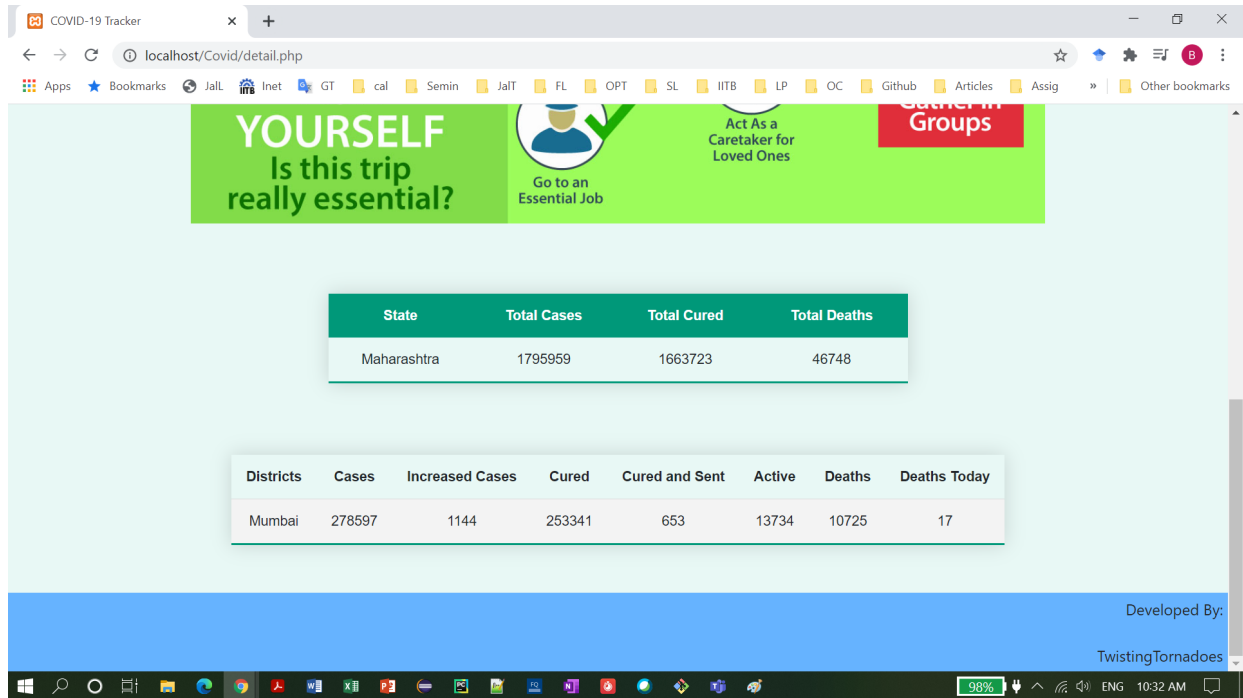 COVID-19 Tracker
localhost/Covid/detail.php
B
Apps Bookmarks JalL Inet GT cal Semin JalT FL OPT SL IITB LP OC Github Articles Assig » Other bookmarks
YOURSELF
Is this trip
really essential?
Go to an
Essential Job
Act As a
Caretaker for
Loved Ones
Gather in
Groups
State Total Cases Total Cured Total Deaths
Maharashtra 1795959 1663723 46748
Districts Cases Increased Cases Cured Cured and Sent Active Deaths Deaths Today
Mumbai 278597 1144 253341 653 13734 10725 17
Developed By:
TwistingTornadoes
98% ENG 10:32 AM